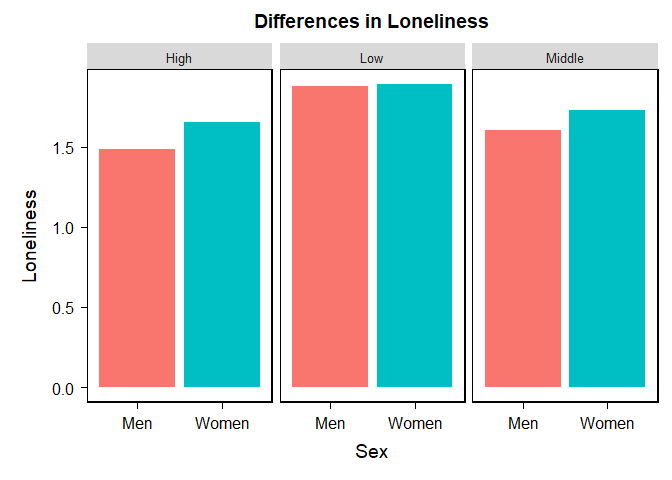 Differences in Loneliness
High Low Middle
Loneliness
1.5
1.0
0.5
0.0
Men Women Men Women Men Women
Sex